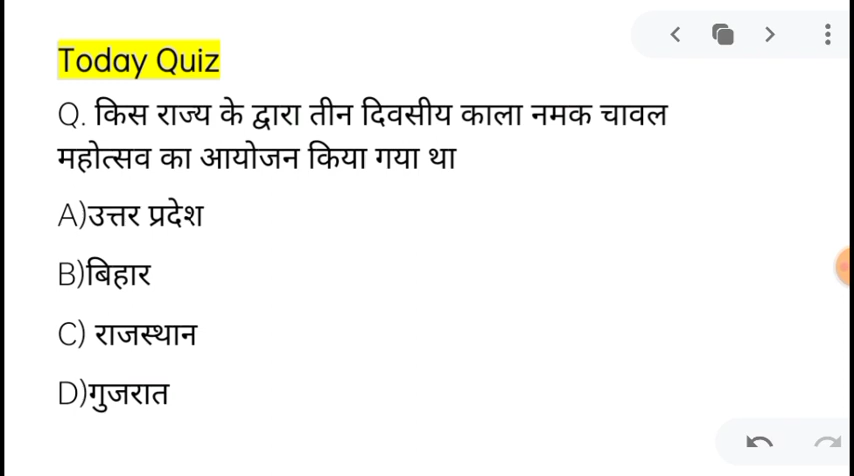 Today Quiz
Q. किस राज्य के द्वारा तीन दिवसीय काला नमक चावल
महोत्सव का आयोजन किया गया था
A)उत्तर प्रदेश
B)बिहार
C) राजस्थान
D)गुजरात